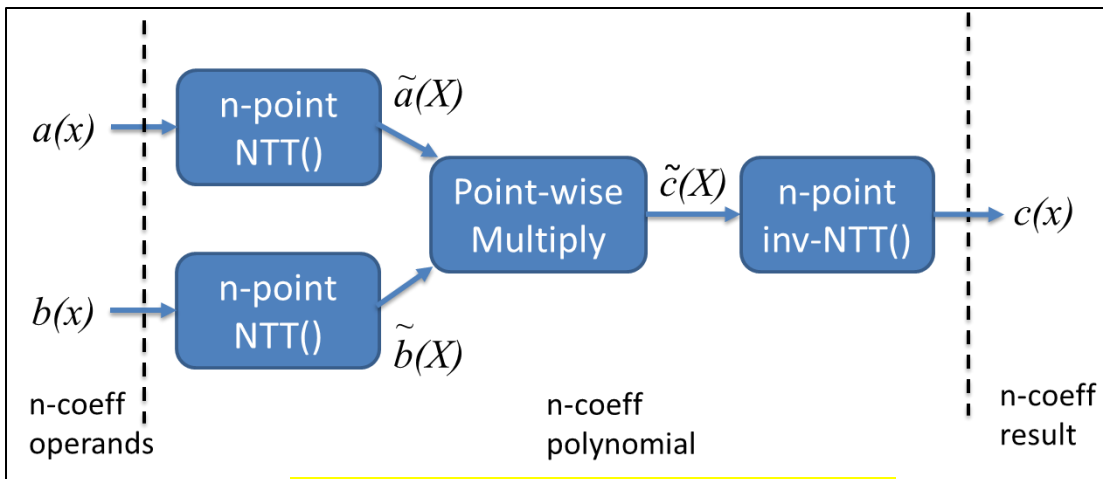 a(x)
n-point
NTT()
ã(X)
Point-wise
Multiply
c̃(X)
n-point
inv-NTT()
c(x)
b(x)
n-point
NTT()
b̃(X)
n-coeff
operands
n-coeff
polynomial
n-coeff
result